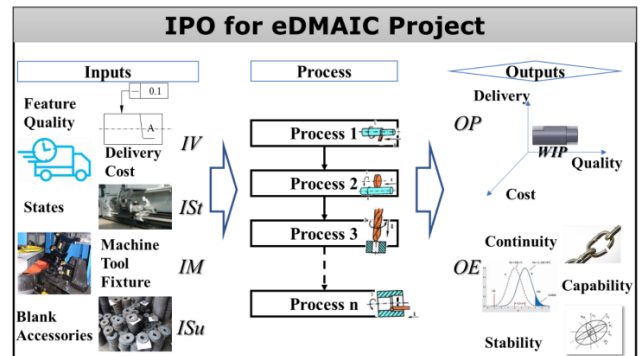 IPO for eDMAIC Project
Inputs
Process
Outputs
Feature
Quality
0.1
A
Delivery
Cost
IV
States
ISt
Machine
Tool
Fixture
IM
Blank
Accessories
ISu
Process 1
Process 2
Process 3
Process n
Delivery
OP
WIP
Quality
Cost
Continuity
OE
Capability
Stability